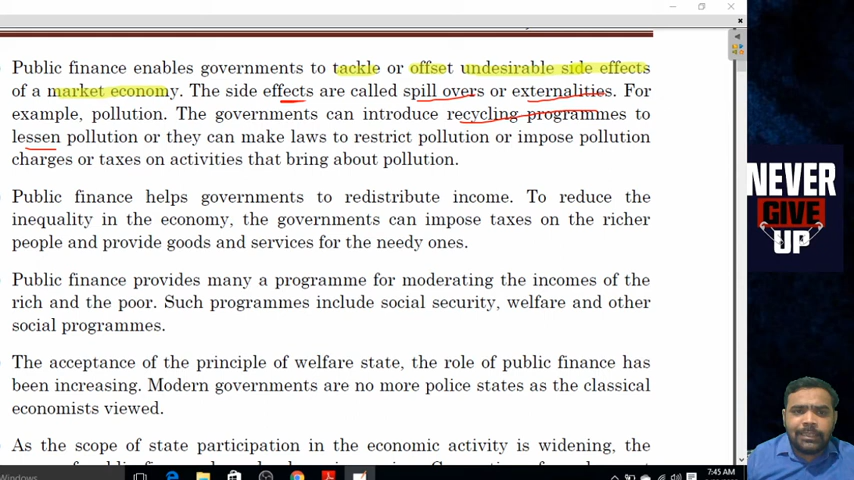 Public finance enables governments to tackle or offset undesirable side effects
of a market economy. The side effects are called spill overs or externalities. For
example, pollution. The governments can introduce recycling programmes to
lessen pollution or they can make laws to restrict pollution or impose pollution
charges or taxes on activities that bring about pollution.
Public finance helps governments to redistribute income. To reduce the
inequality in the economy, the governments can impose taxes on the richer
people and provide goods and services for the needy ones.
Public finance provides many a programme for moderating the incomes of the
rich and the poor. Such programmes include social security, welfare and other
social programmes.
The acceptance of the principle of welfare state, the role of public finance has
been increasing. Modern governments are no more police states as the classical
economists viewed.
As the scope of state participation in the economic activity is widening, the
NEVER
GIVE
UP
Windows
7:45 AM